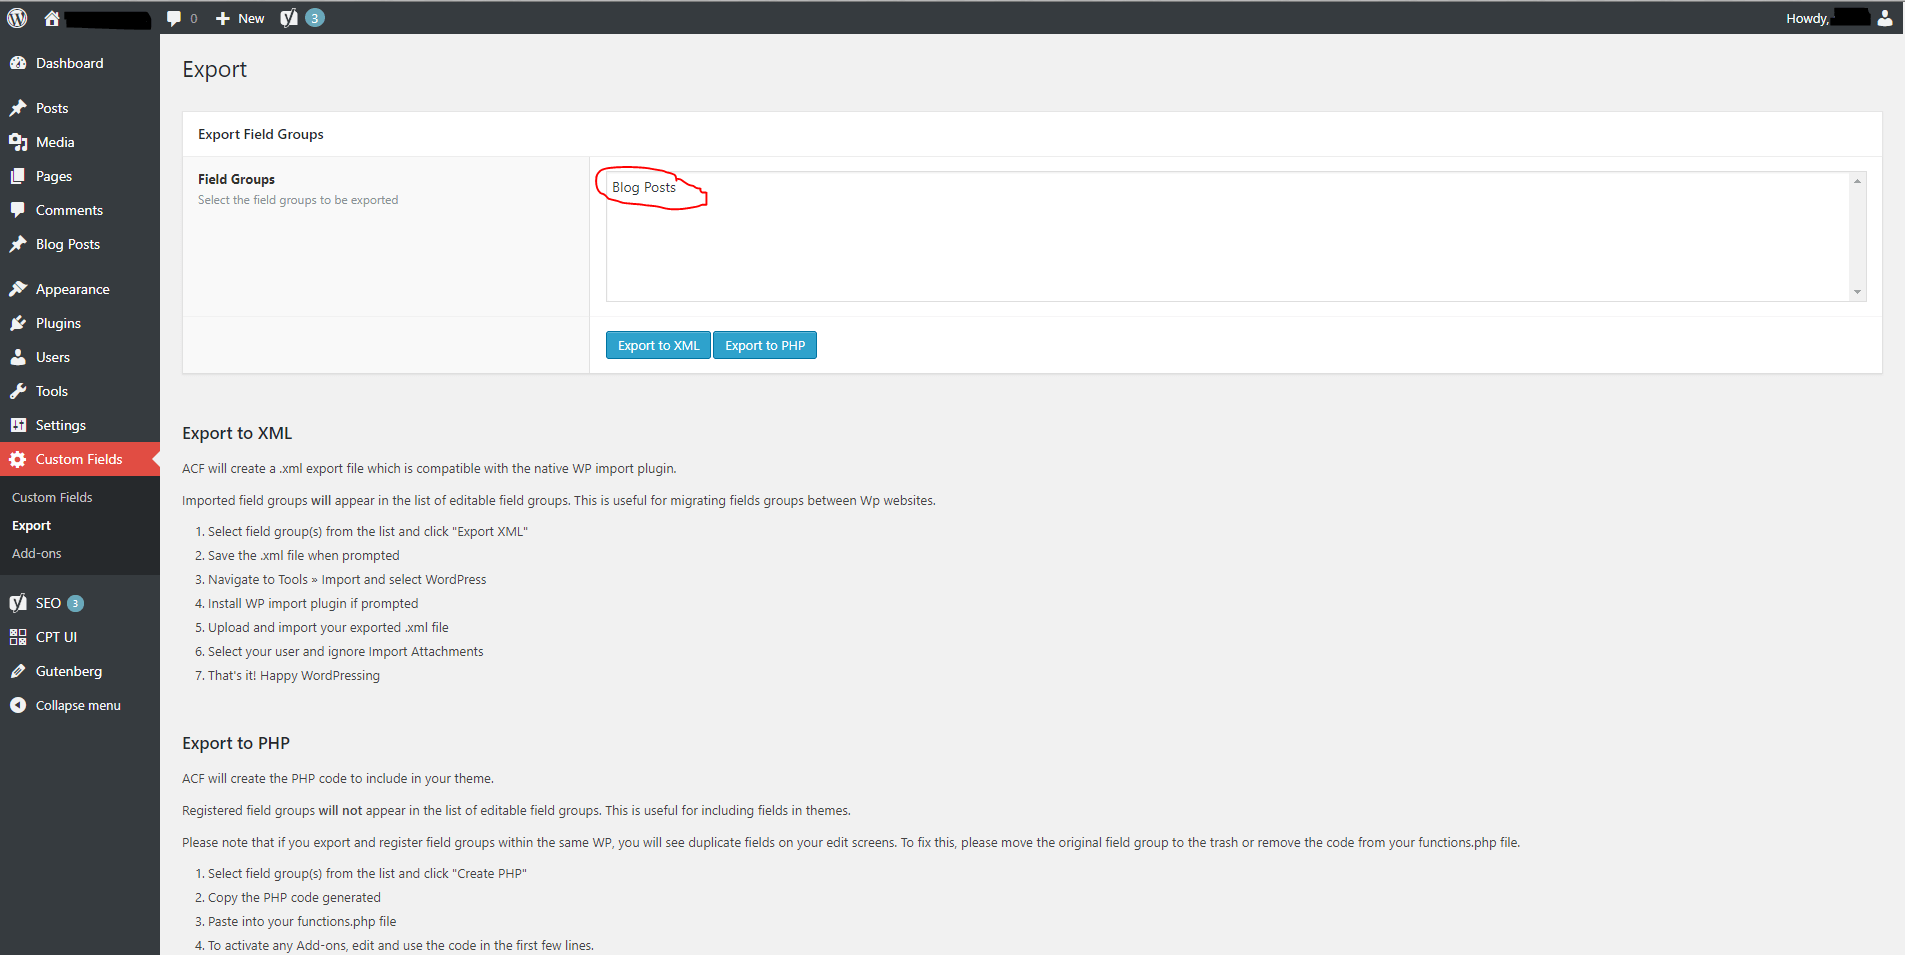 0 New 3 Howdy,
Dashboard
Posts
Media
Pages
Comments
Blog Posts
Appearance
Plugins
Users
Tools
Settings
Custom Fields
Custom Fields
Export
Add-ons
SEO 3
CPT UI
Gutenberg
Collapse menu
Export
Export Field Groups
Field Groups
Select the field groups to be exported
Blog Posts
Export to XML Export to PHP
Export to XML
ACF will create a .xml export file which is compatible with the native WP import plugin.
Imported field groups will appear in the list of editable field groups. This is useful for migrating fields groups between Wp websites.
1. Select field group(s) from the list and click "Export XML"
2. Save the .xml file when prompted
3. Navigate to Tools » Import and select WordPress
4. Install WP import plugin if prompted
5. Upload and import your exported .xml file
6. Select your user and ignore Import Attachments
7. That's it! Happy WordPressing
Export to PHP
ACF will create the PHP code to include in your theme.
Registered field groups will not appear in the list of editable field groups. This is useful for including fields in themes.
Please note that if you export and register field groups within the same WP, you will see duplicate fields on your edit screens. To fix this, please move the original field group to the trash or remove the code from your functions.php file.
1. Select field group(s) from the list and click "Create PHP"
2. Copy the PHP code generated
3. Paste into your functions.php file
4. To activate any Add-ons, edit and use the code in the first few lines.